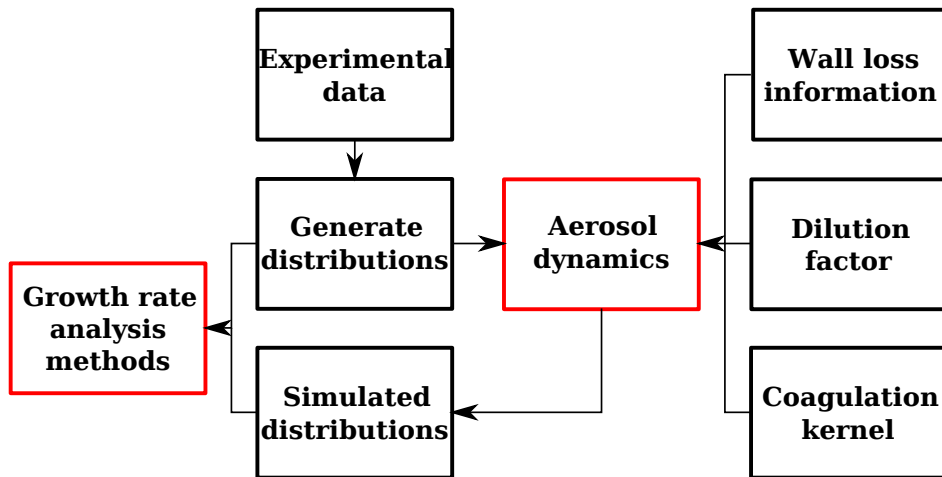 Experimental
data
Wall loss
information
Generate
distributions
Aerosol
dynamics
Dilution
factor
Growth rate
analysis
methods
Simulated
distributions
Coagulation
kernel